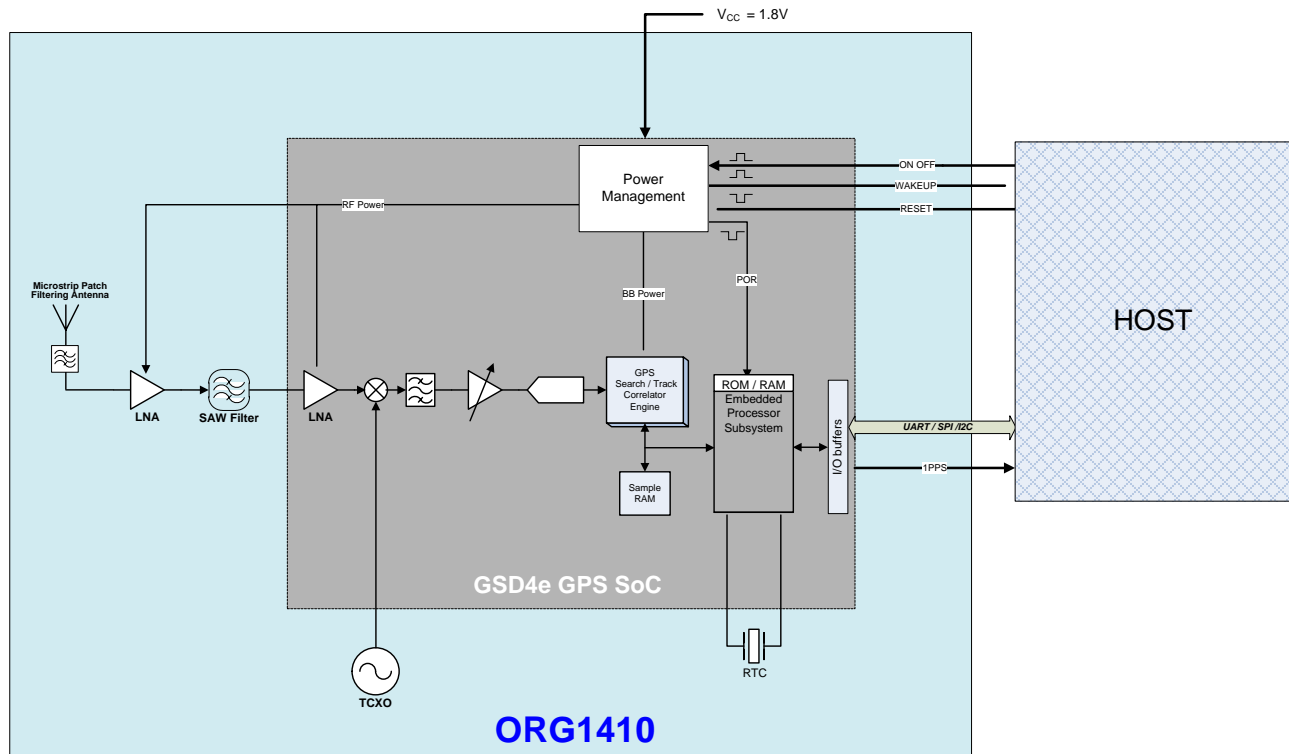 V_CC = 1.8V
Power
Management
ON OFF
WAKEUP
RESET
RF Power
POR
BB Power
Microstrip Patch
Filtering Antenna
HOST
GPS
Search / Track
Correlator
Engine
ROM / RAM
Embedded
Processor
Subsystem
LNA
SAW Filter
LNA
I/O buffers
UART / SPI /I2C
1PPS
Sample
RAM
GSD4e GPS SoC
RTC
TCXO
ORG1410